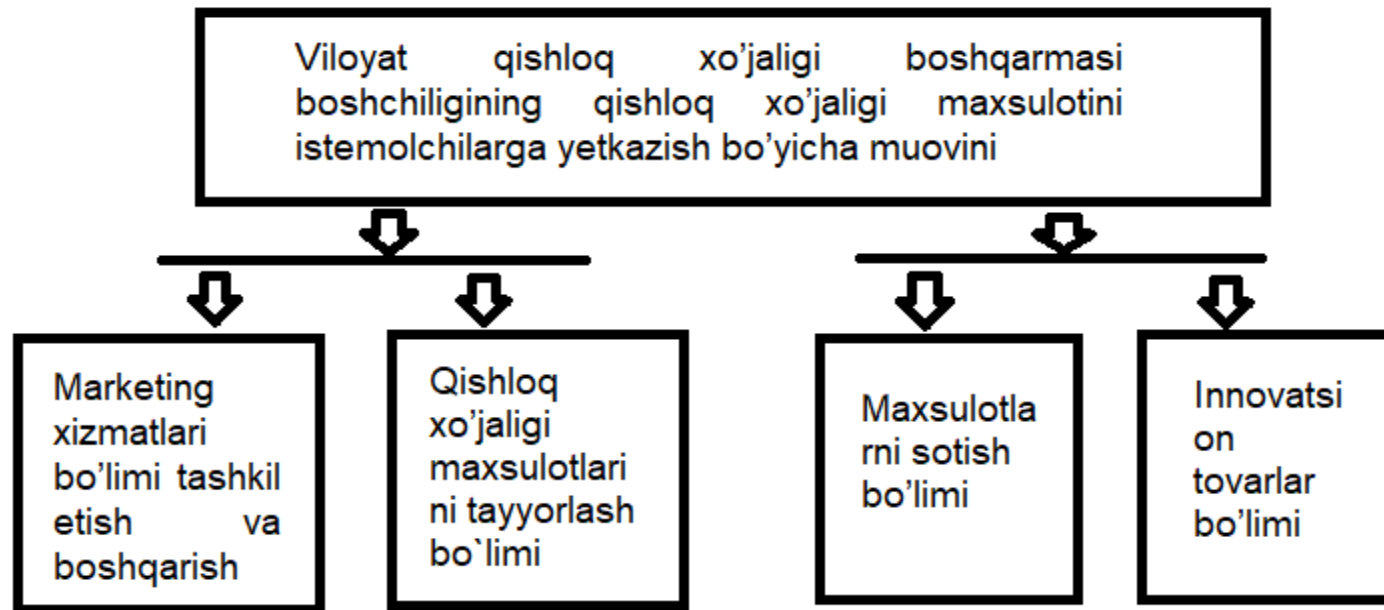 Viloyat qishloq xo’jaligi boshqarmasi
boshchiligining qishloq xo’jaligi maxsulotini
istemolchilarga yetkazish bo’yicha muovini
Marketing
xizmatlari
bo’limi tashkil
etish va
boshqarish
Qishloq
xo’jaligi
maxsulotlari
ni tayyorlash
bo`limi
Maxsulotla
rni sotish
bo’limi
Innovatsi
on
tovarlar
bo’limi